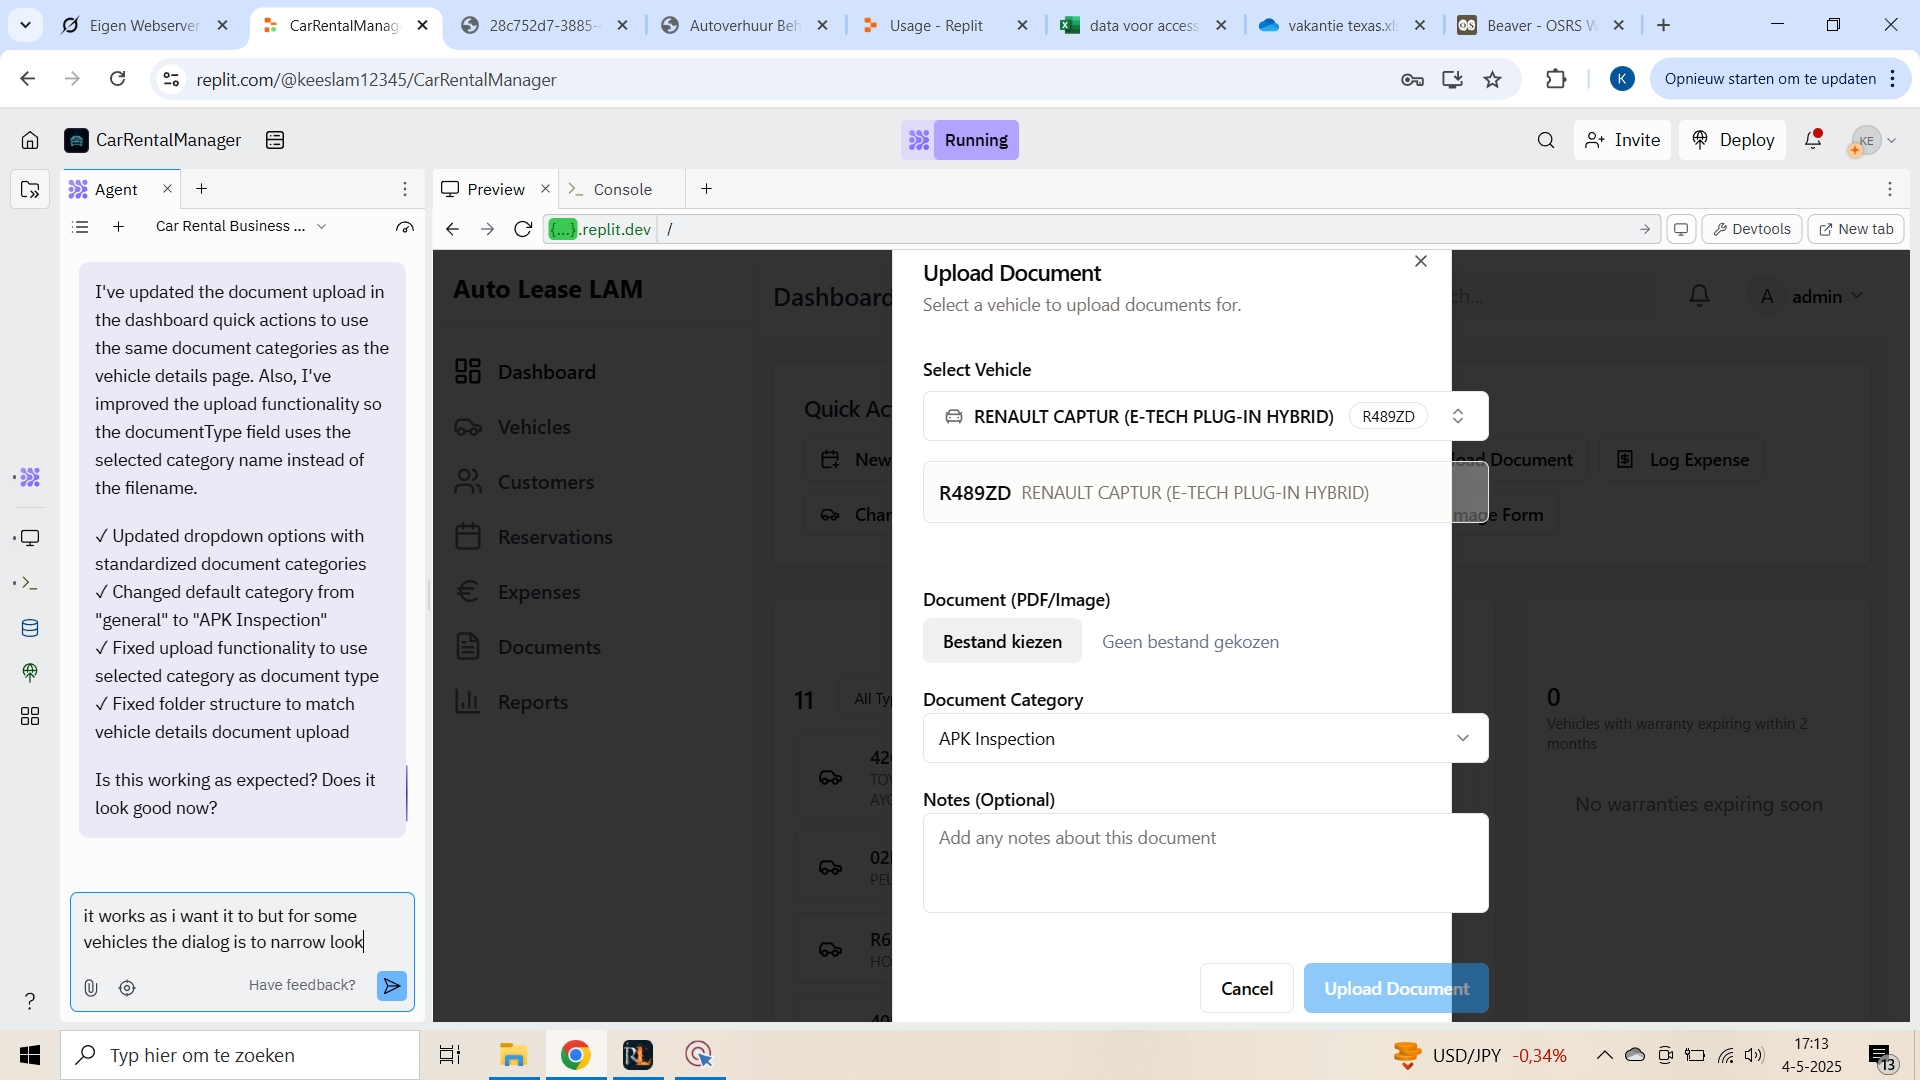 Eigen Webserver
CarRentalManage
28c752d7-3885-
Autoverhuur Beh
Usage - Replit
data voor access
vakantie texas.xls
Beaver - OSRS W
replit.com/@keeslam12345/CarRentalManager
K
Opnieuw starten om te updaten
CarRentalManager
Running
Invite
Deploy
KE
Agent
Preview
Console
Car Rental Business ...
{...}.replit.dev
/
Devtools
New tab
I've updated the document upload in
the dashboard quick actions to use
the same document categories as the
vehicle details page. Also, I've
improved the upload functionality so
the documentType field uses the
selected category name instead of
the filename.
✓ Updated dropdown options with
standardized document categories
✓ Changed default category from
"general" to "APK Inspection"
✓ Fixed upload functionality to use
selected category as document type
✓ Fixed folder structure to match
vehicle details document upload
Is this working as expected? Does it
look good now?
it works as i want it to but for some
vehicles the dialog is to narrow look
Have feedback?
Auto Lease LAM
Dashboard
Vehicles
Customers
Reservations
Expenses
Documents
Reports
Dashboard
ch...
A
admin
Quick Ac
New
oad Document
Log Expense
Chan
mage Form
11
All Ty
420
TO
AYC
02
PEU
R6
HO
40
0
Vehicles with warranty expiring within 2
months
No warranties expiring soon
Upload Document
Select a vehicle to upload documents for.
Select Vehicle
RENAULT CAPTUR (E-TECH PLUG-IN HYBRID)
R489ZD
R489ZD RENAULT CAPTUR (E-TECH PLUG-IN HYBRID)
Document (PDF/Image)
Bestand kiezen
Geen bestand gekozen
Document Category
APK Inspection
Notes (Optional)
Add any notes about this document
Cancel
Upload Document
Typ hier om te zoeken
USD/JPY -0,34%
17:13
4-5-2025
13